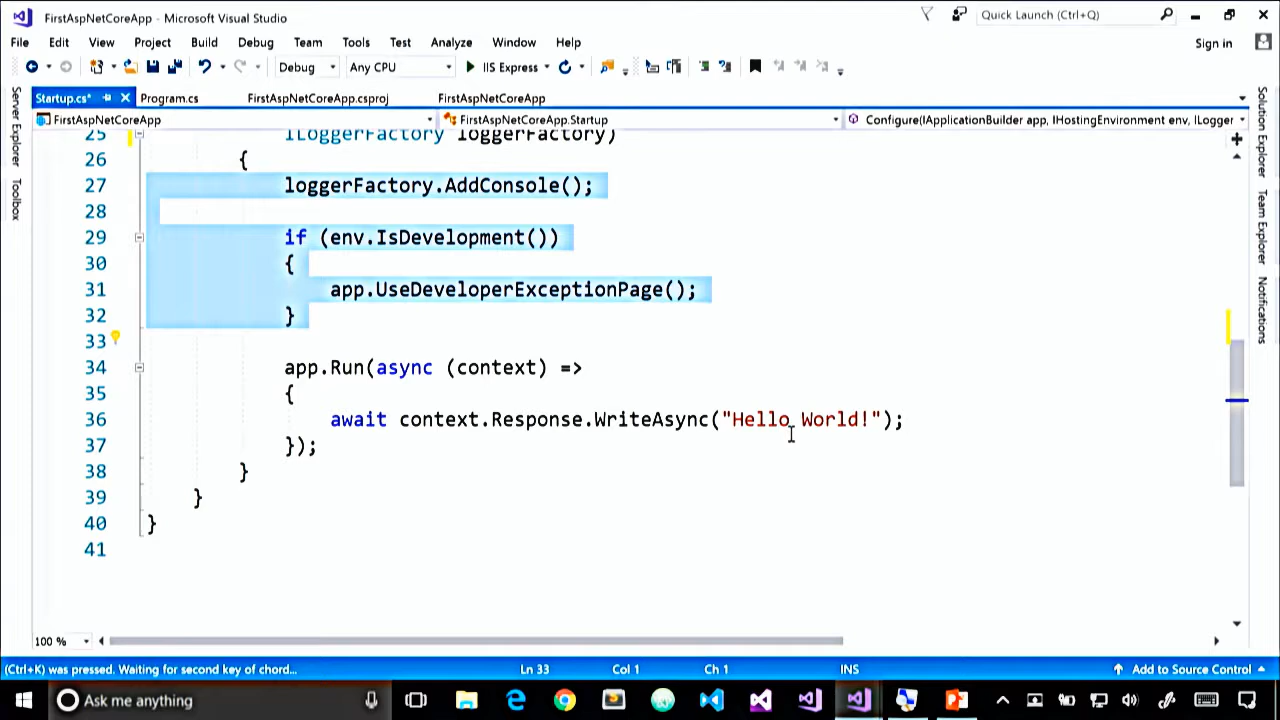 FirstAspNetCoreApp - Microsoft Visual Studio
Quick Launch (Ctrl+Q)
File Edit View Project Build Debug Team Tools Test Analyze Window Help
Sign in
Debug Any CPU IIS Express
Startup.cs* Program.cs FirstAspNetCoreApp.csproj FirstAspNetCoreApp
FirstAspNetCoreApp FirstAspNetCoreApp.Startup Configure(IApplicationBuilder app, IHostingEnvironment env, ILogger
Server Explorer
Toolbox
25 ILoggerFactory loggerFactory)
26 {
27 loggerFactory.AddConsole();
28
29 if (env.IsDevelopment())
30 {
31 app.UseDeveloperExceptionPage();
32 }
33
34 app.Run(async (context) =>
35 {
36 await context.Response.WriteAsync("Hello World!");
37 });
38 }
39 }
40 }
41
Solution Explorer
Team Explorer
Notifications
100 %
(Ctrl+K) was pressed. Waiting for second key of chord... Ln 33 Col 1 Ch 1 INS Add to Source Control
Ask me anything